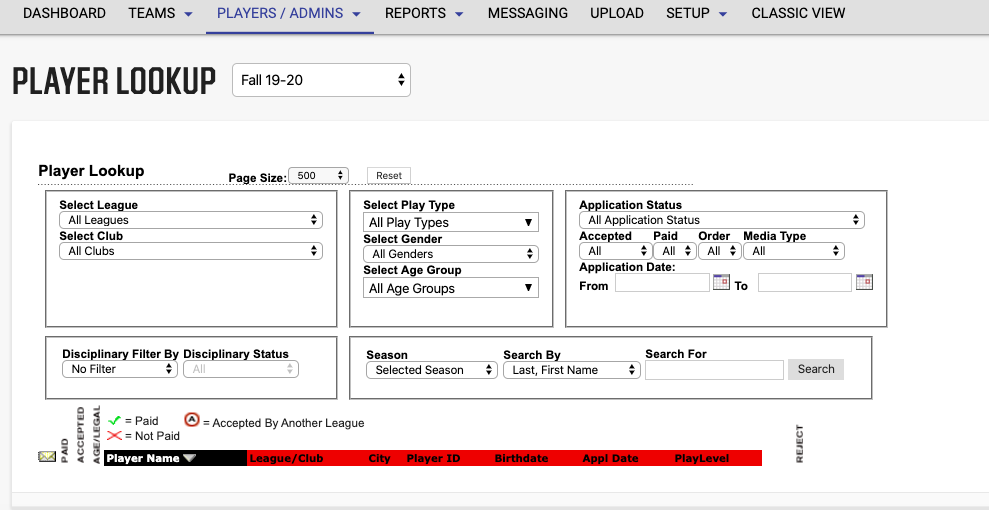 DASHBOARD TEAMS PLAYERS / ADMINS REPORTS MESSAGING UPLOAD SETUP CLASSIC VIEW
PLAYER LOOKUP Fall 19-20
Player Lookup Page Size: 500 Reset
Select League
All Leagues
Select Club
All Clubs
Select Play Type
All Play Types
Select Gender
All Genders
Select Age Group
All Age Groups
Application Status
All Application Status
Accepted Paid Order Media Type
All All All All
Application Date:
From To
Disciplinary Filter By Disciplinary Status
No Filter All
Season Search By Search For
Selected Season Last, First Name Search
PAID
ACCEPTED
AGE/LEGAL
= Paid A = Accepted By Another League
= Not Paid
REJECT
Player Name League/Club City Player ID Birthdate Appl Date PlayLevel